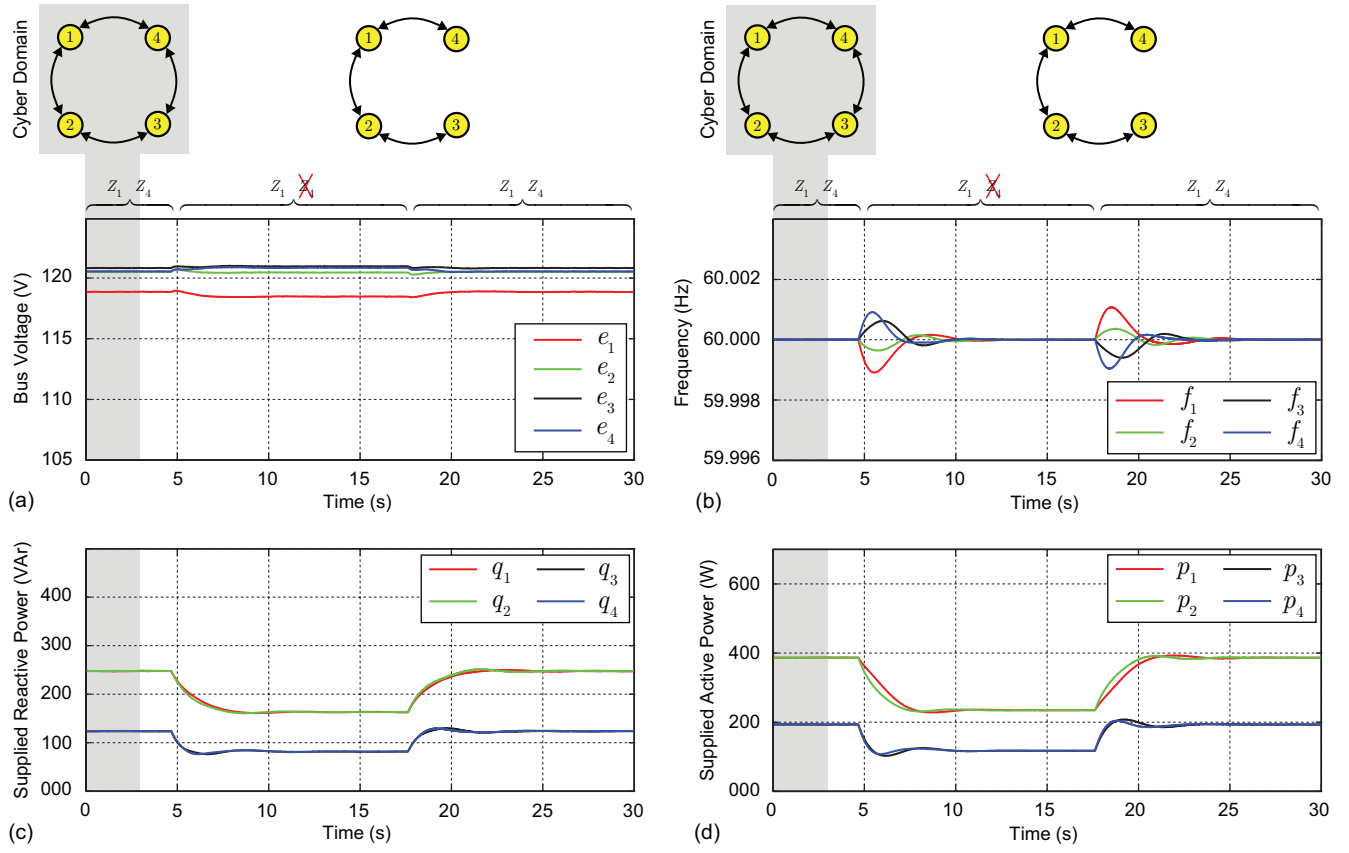 Cyber Domain
1
4
2
3
1
4
2
3
Z1 Z4
Z1 Z4
Z1 Z4
Bus Voltage (V)
120
115
110
105
e1
e2
e3
e4
0 5 10 15 20 25 30
Time (s)
(a)
Cyber Domain
1
4
2
3
1
4
2
3
Z1 Z4
Z1 Z4
Z1 Z4
Frequency (Hz)
60.002
60.000
59.998
59.996
f1 f3
f2 f4
0 5 10 15 20 25 30
Time (s)
(b)
Supplied Reactive Power (VAr)
400
300
200
100
000
q1 q3
q2 q4
0 5 10 15 20 25 30
Time (s)
(c)
Supplied Active Power (W)
600
400
200
000
p1 p3
p2 p4
0 5 10 15 20 25 30
Time (s)
(d)